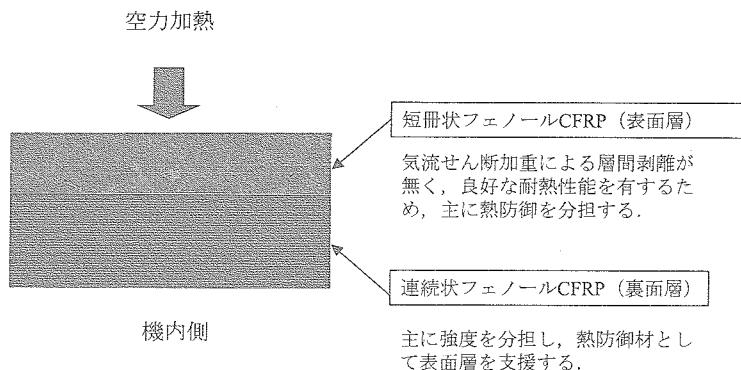 空力加熱
短冊状フェノールCFRP（表面層）
気流せん断加重による層間剥離が
無く，良好な耐熱性能を有するた
め，主に熱防御を分担する．
連続状フェノールCFRP（裏面層）
機内側
主に強度を分担し，熱防御材とし
て表面層を支援する．